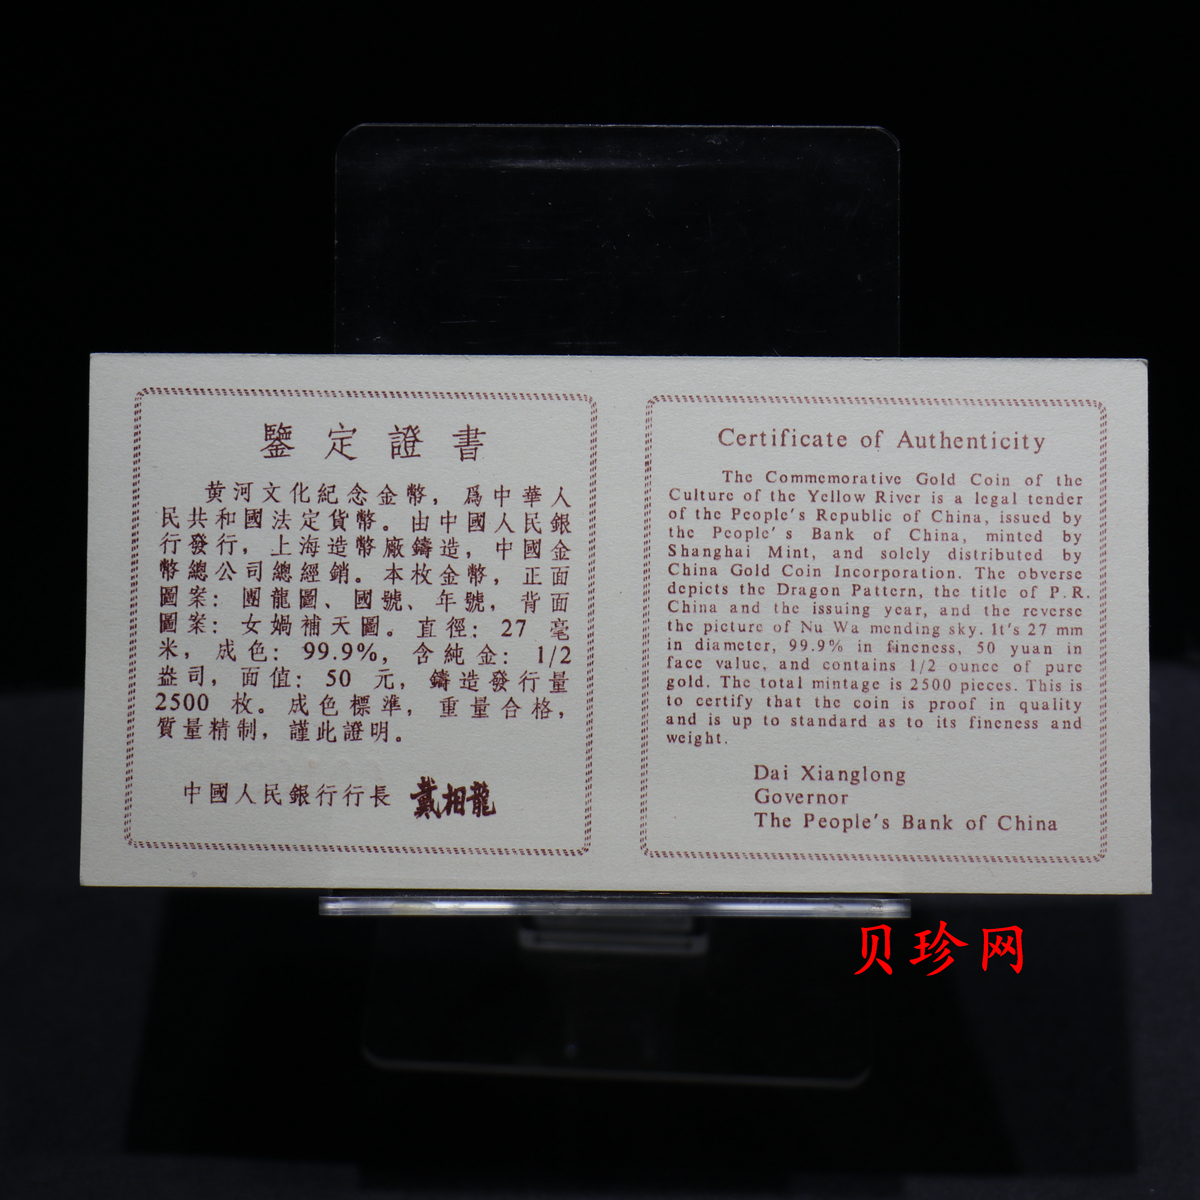 鑒定證書
黄河文化紀念金幣，爲中華人
民共和國法定貨幣。由中國人民銀
行發行，上海造幣廠鑄造，中國金
幣總公司總經銷。本枚金幣，正面
圖案：團龍圖、國號、年號，背面
圖案：女媧補天圖。直徑：27 毫
米，成色：99.9%，含純金：1/2
盎司，面值：50 元，鑄造發行量
2500 枚。成色標準，重量合格，
質量精制，謹此證明。
中國人民銀行行長 戴相龍
Certificate of Authenticity
The Commemorative Gold Coin of the
Culture of the Yellow River is a legal tender
of the People's Republic of China, issued by
the People's Bank of China, minted by
Shanghai Mint, and solely distributed by
China Gold Coin Incorporation. The obverse
depicts the Dragon Pattern, the title of P.R.
China and the issuing year, and the reverse
the picture of Nu Wa mending sky. It's 27 mm
in diameter, 99.9% in fineness, 50 yuan in
face value, and contains 1/2 ounce of pure
gold. The total mintage is 2500 pieces. This is
to certify that the coin is proof in quality
and is up to standard as to its fineness and
weight.
Dai Xianglong
Governor
The People's Bank of China
贝珍网